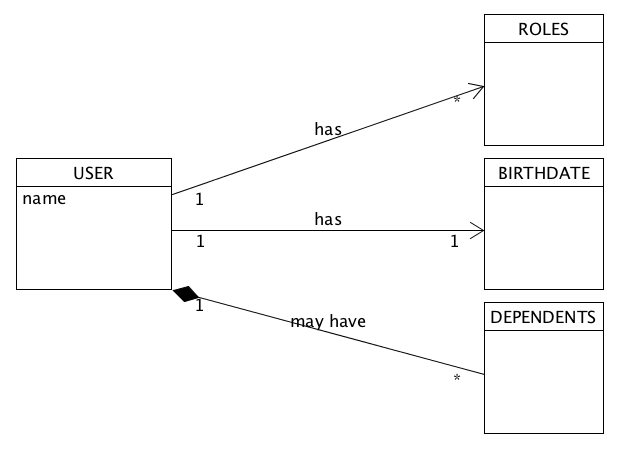 ROLES
*
has
USER
name
1
BIRTHDATE
has
1
1
DEPENDENTS
1
may have
*